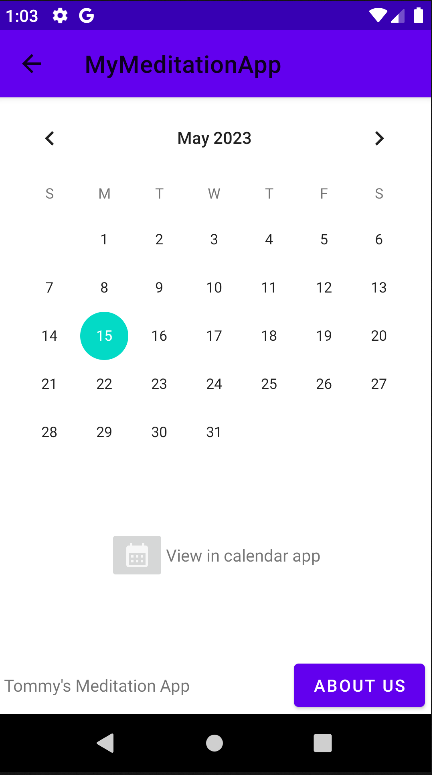 1:03
MyMeditationApp
May 2023
S M T W T F S
1 2 3 4 5 6
7 8 9 10 11 12 13
14 15 16 17 18 19 20
21 22 23 24 25 26 27
28 29 30 31
View in calendar app
Tommy's Meditation App ABOUT US